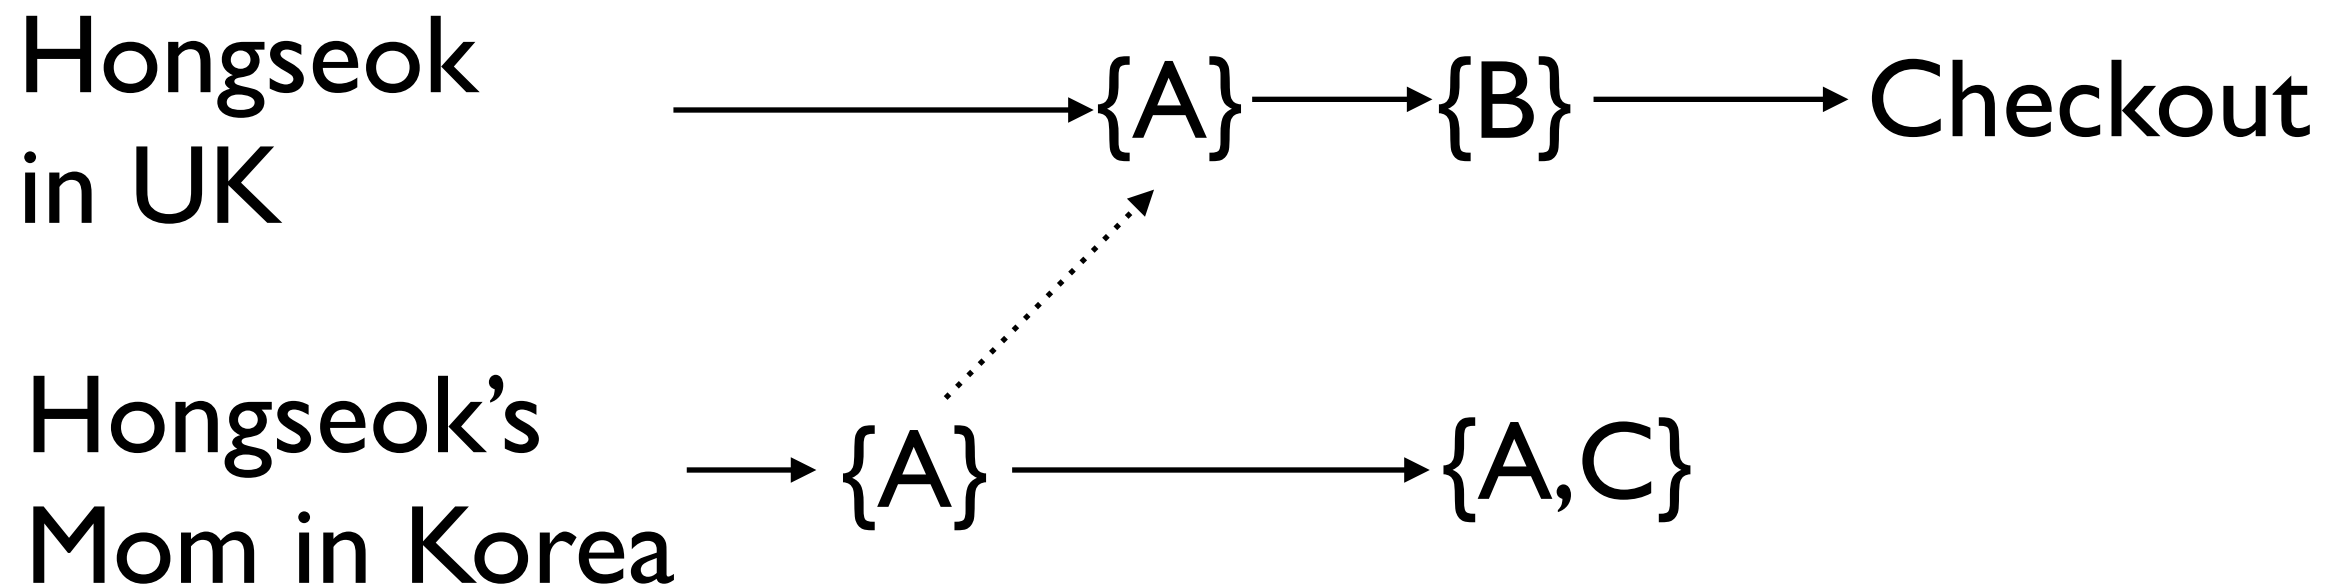 Hongseok
in UK
{A}
{B}
Checkout
Hongseok’s
Mom in Korea
{A}
{A,C}